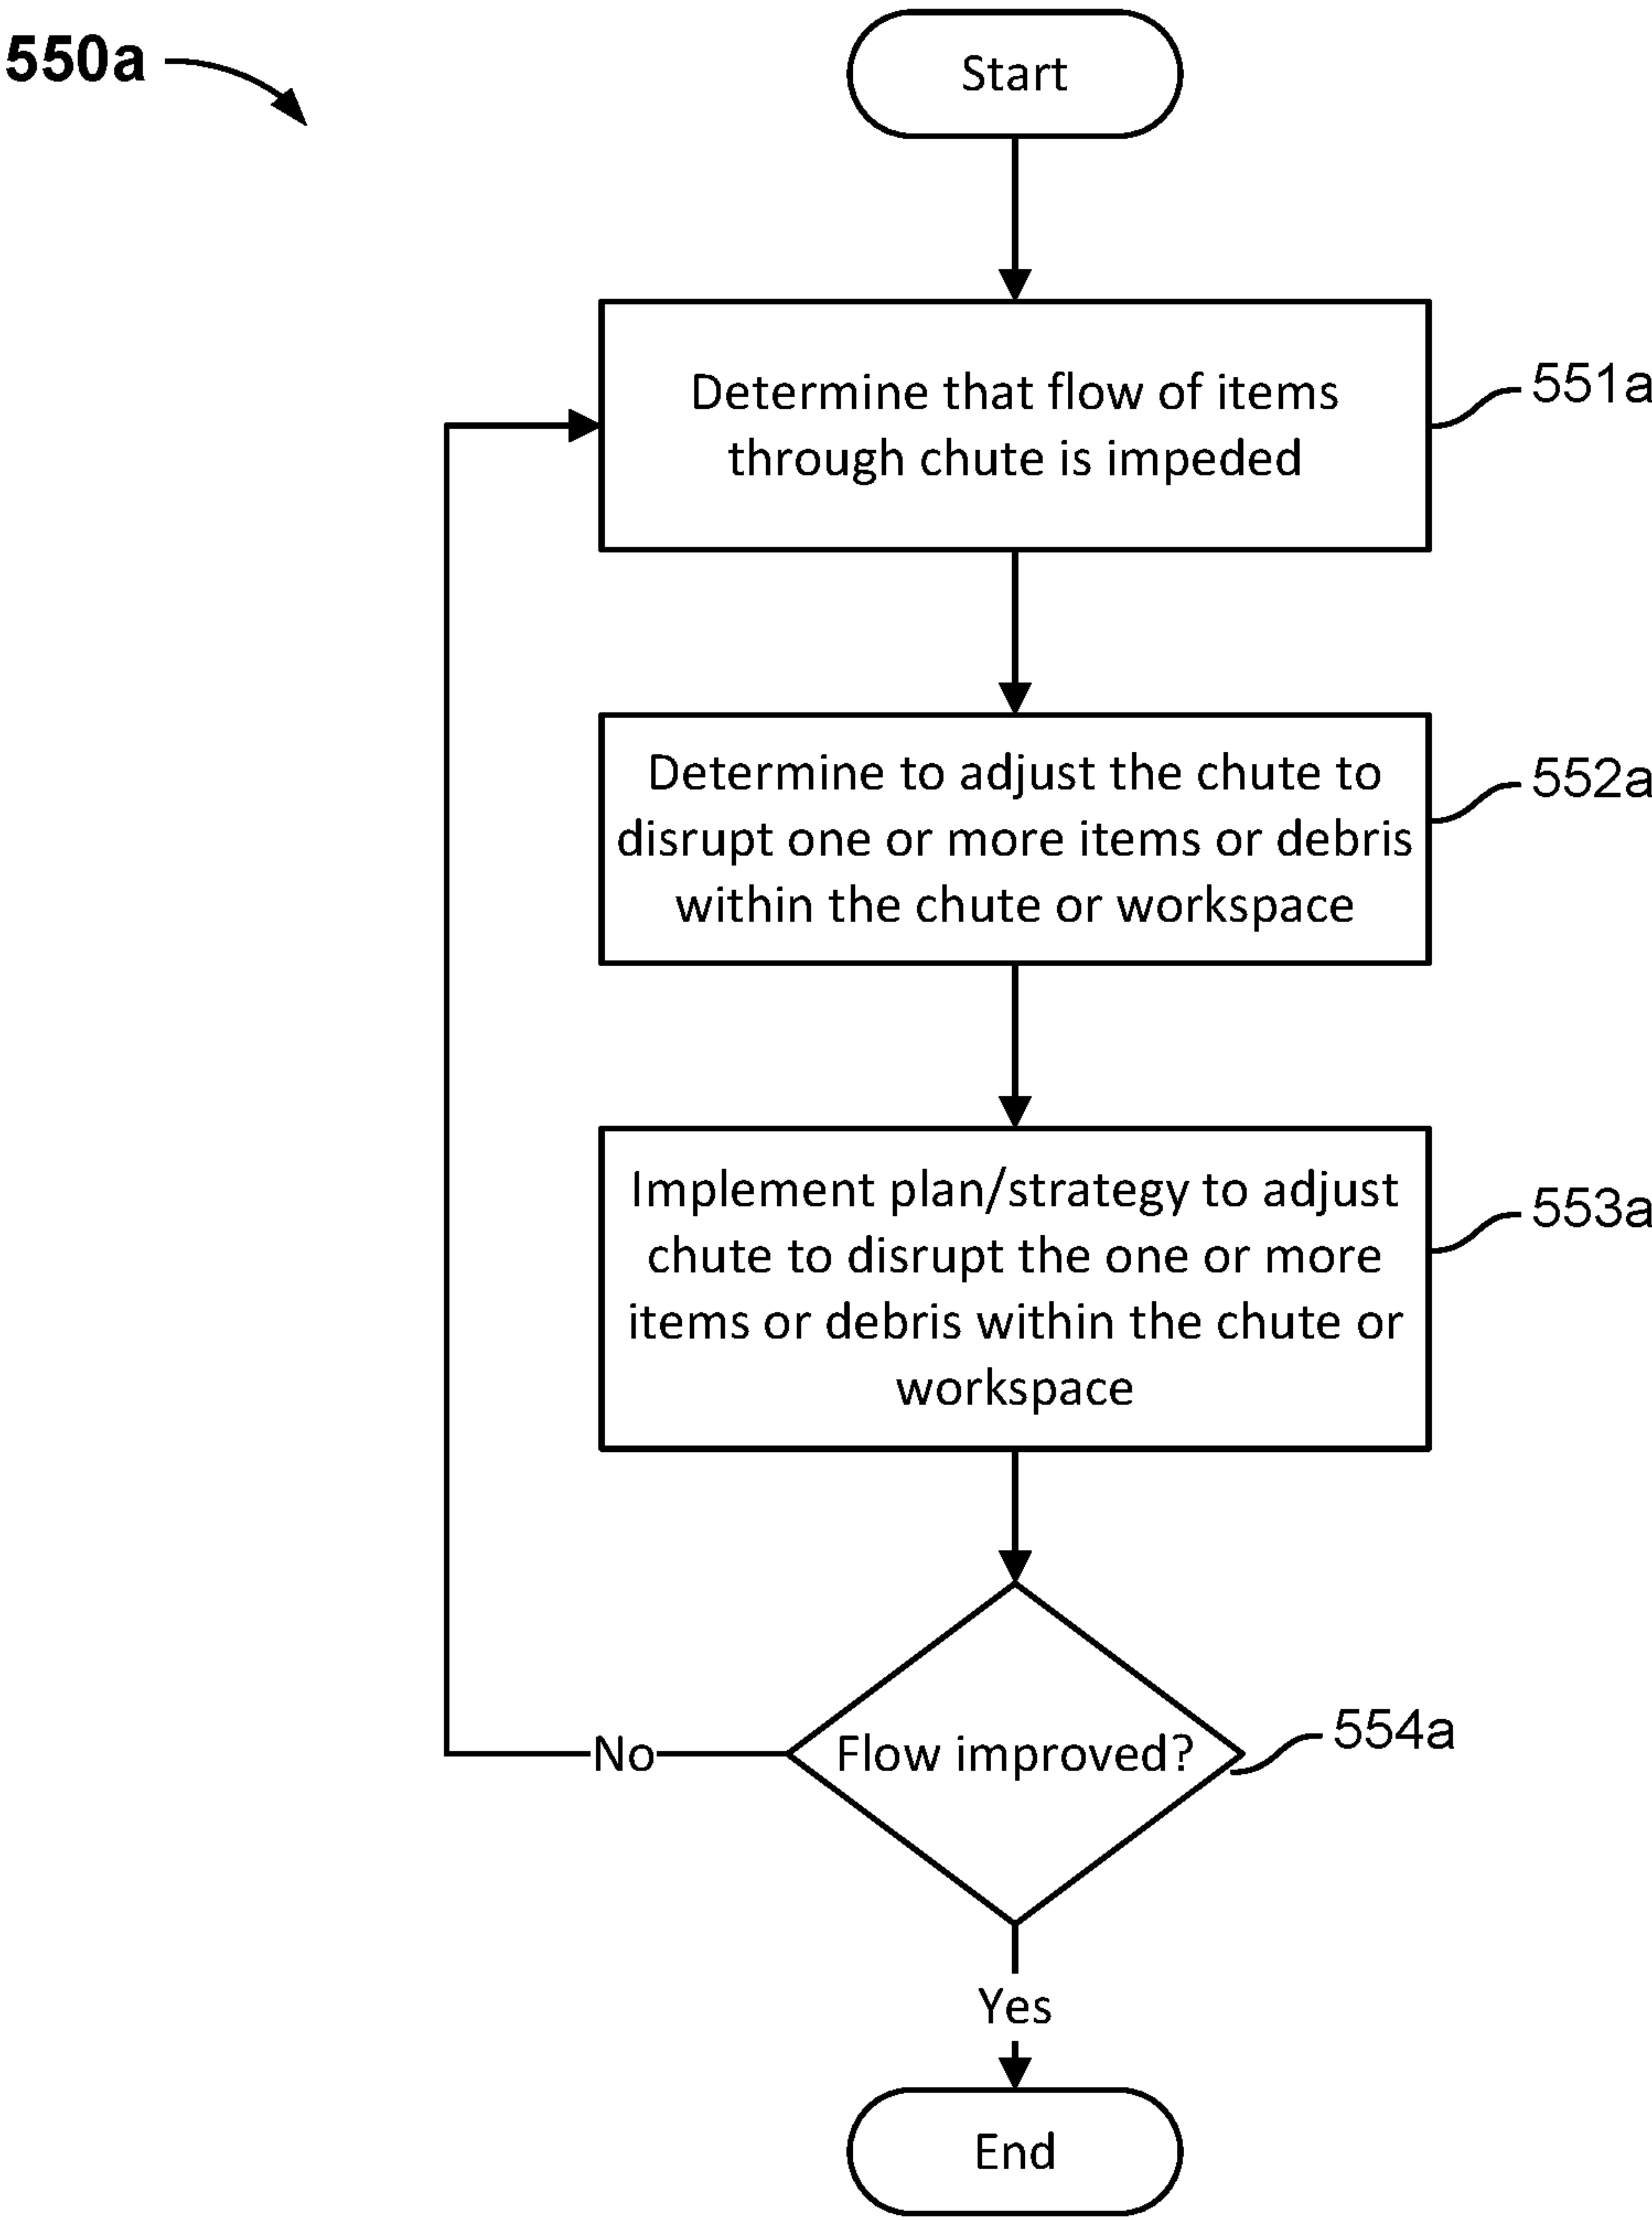 550a
Start
Determine that flow of items
through chute is impeded
551a
Determine to adjust the chute to
disrupt one or more items or debris
within the chute or workspace
552a
Implement plan/strategy to adjust
chute to disrupt the one or more
items or debris within the chute or
workspace
553a
Flow improved?
554a
No
Yes
End